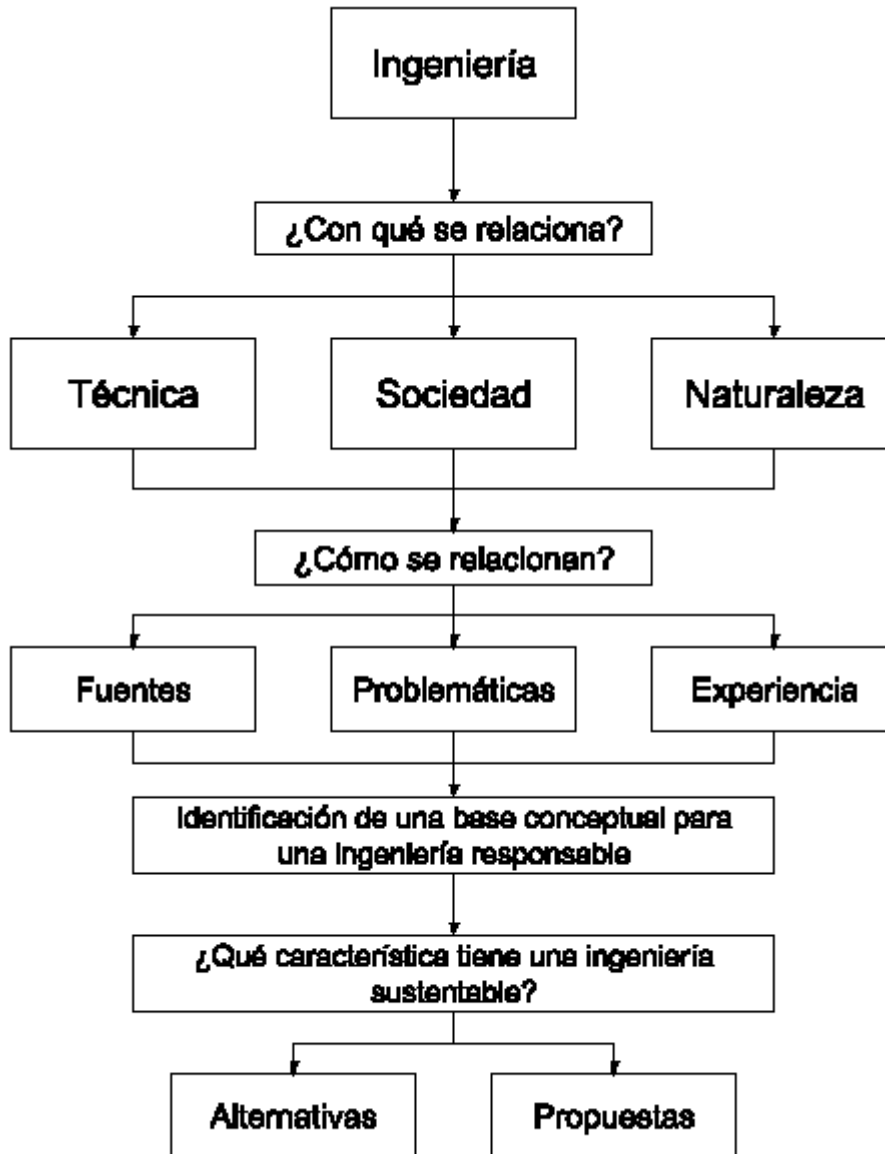 Ingeniería
¿Con qué se relaciona?
Técnica
Sociedad
Naturaleza
¿Cómo se relacionan?
Fuentes
Problemáticas
Experiencia
Identificación de una base conceptual para
una ingeniería responsable
¿Qué característica tiene una ingeniería
sustentable?
Alternativas
Propuestas